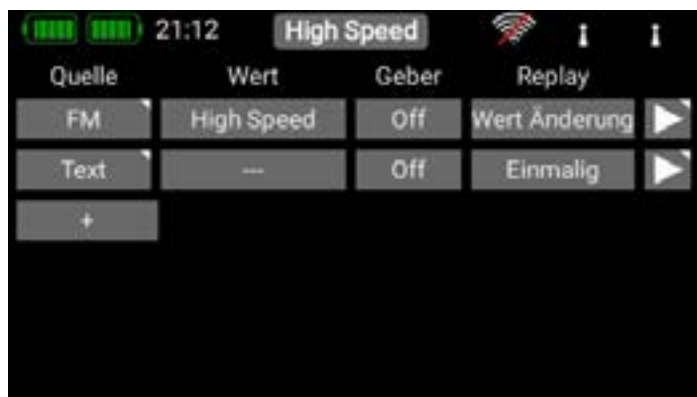 21:12 High Speed
Quelle Wert Geber Replay
FM High Speed Off Wert Änderung
Text --- Off Einmalig
+